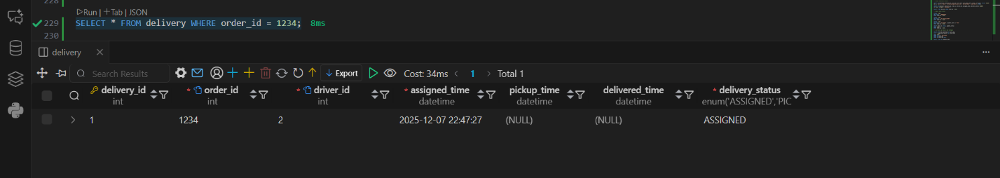 228
Run | + Tab | JSON
229 SELECT * FROM delivery WHERE order_id = 1234; 8ms
230
delivery
Search Results Export Cost: 34ms 1 Total 1
delivery_id * order_id * driver_id * assigned_time pickup_time delivered_time * delivery_status
int int int datetime datetime datetime enum('ASSIGNED','PIC
1 1234 2 2025-12-07 22:47:27 (NULL) (NULL) ASSIGNED